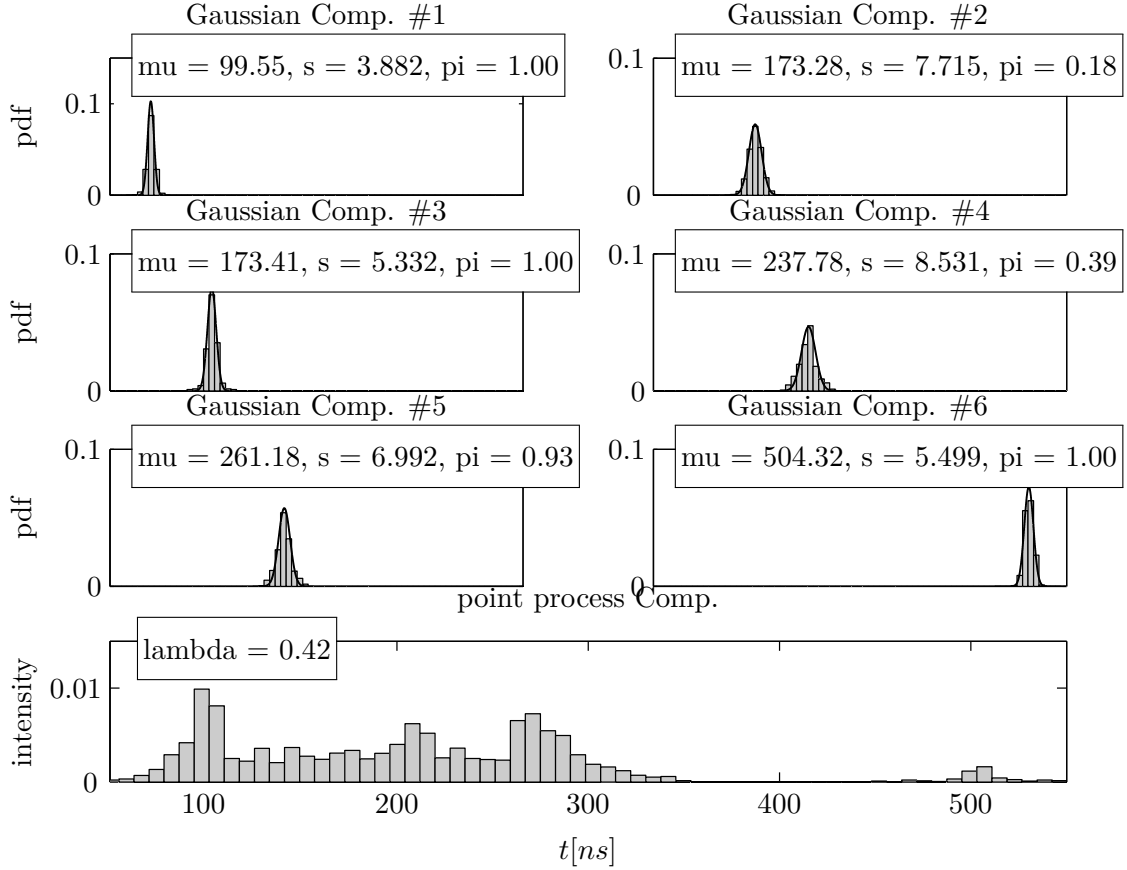 Gaussian Comp. #1
Gaussian Comp. #2
mu = 99.55, s = 3.882, pi = 1.00
mu = 173.28, s = 7.715, pi = 0.18
0.1
0.1
pdf
0
0
Gaussian Comp. #3
Gaussian Comp. #4
0.1
mu = 173.41, s = 5.332, pi = 1.00
0.1
mu = 237.78, s = 8.531, pi = 0.39
pdf
0
0
Gaussian Comp. #5
Gaussian Comp. #6
0.1
mu = 261.18, s = 6.992, pi = 0.93
0.1
mu = 504.32, s = 5.499, pi = 1.00
pdf
0
0
point process Comp.
lambda = 0.42
0.01
intensity
0
100
200
300
400
500
t[ns]